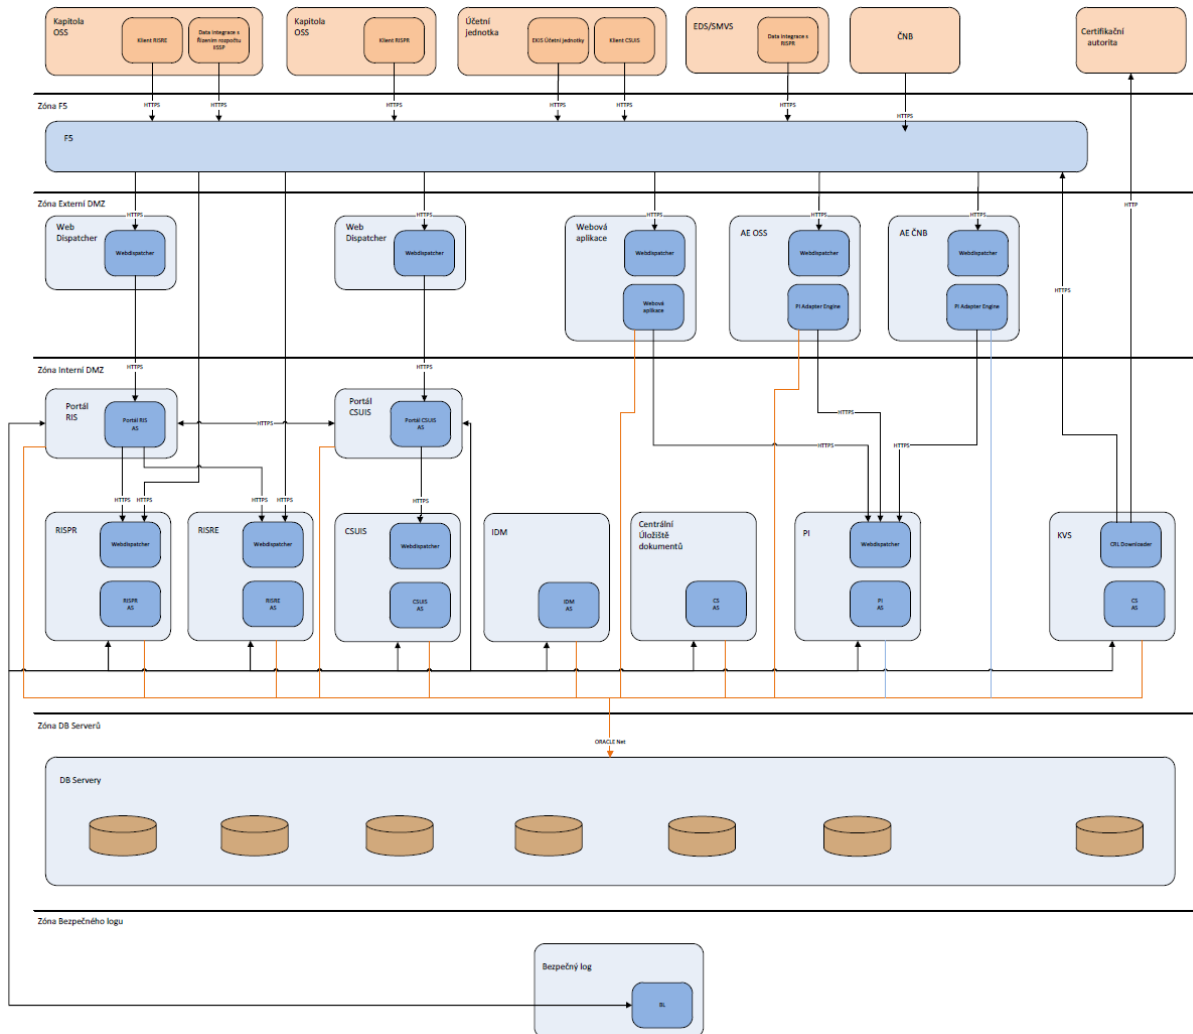 Kapitola
OSS
Klient RISRE
Data integrace s
Řízením rozpočtu
IISSP
Kapitola
OSS
Klient RISPR
Účetní
jednotka
EKIS Účetní jednotky
Klient CSUIS
EDS/SMVS
Data integrace s
RISPR
ČNB
Certifikační
autorita
HTTPS
HTTPS
HTTPS
HTTPS
HTTPS
HTTPS
HTTPS
Zóna F5
F5
Zóna Externí DMZ
HTTPS
HTTPS
HTTPS
HTTPS
HTTPS
HTTP
Web
Dispatcher
Webdispatcher
Web
Dispatcher
Webdispatcher
Webová
aplikace
Webdispatcher
Webová
aplikace
AE OSS
Webdispatcher
PI Adapter Engine
AE ČNB
Webdispatcher
PI Adapter Engine
HTTPS
Zóna Interní DMZ
HTTPS
HTTPS
Portál
RIS
Portál RIS
AS
HTTPS
Portál
CSUIS
Portál CSUIS
AS
HTTPS
HTTPS
HTTPS
HTTPS
HTTPS
HTTPS
HTTPS
HTTPS
HTTPS
RISPR
Webdispatcher
RISPR
AS
RISRE
Webdispatcher
RISRE
AS
CSUIS
Webdispatcher
CSUIS
AS
IDM
IDM
AS
Centrální
Úložiště
dokumentů
CS
AS
PI
Webdispatcher
PI
AS
KVS
CRL Downloader
CS
AS
Zóna DB Serverů
ORACLE Net
DB Servery
Zóna Bezpečného logu
Bezpečný log
BL